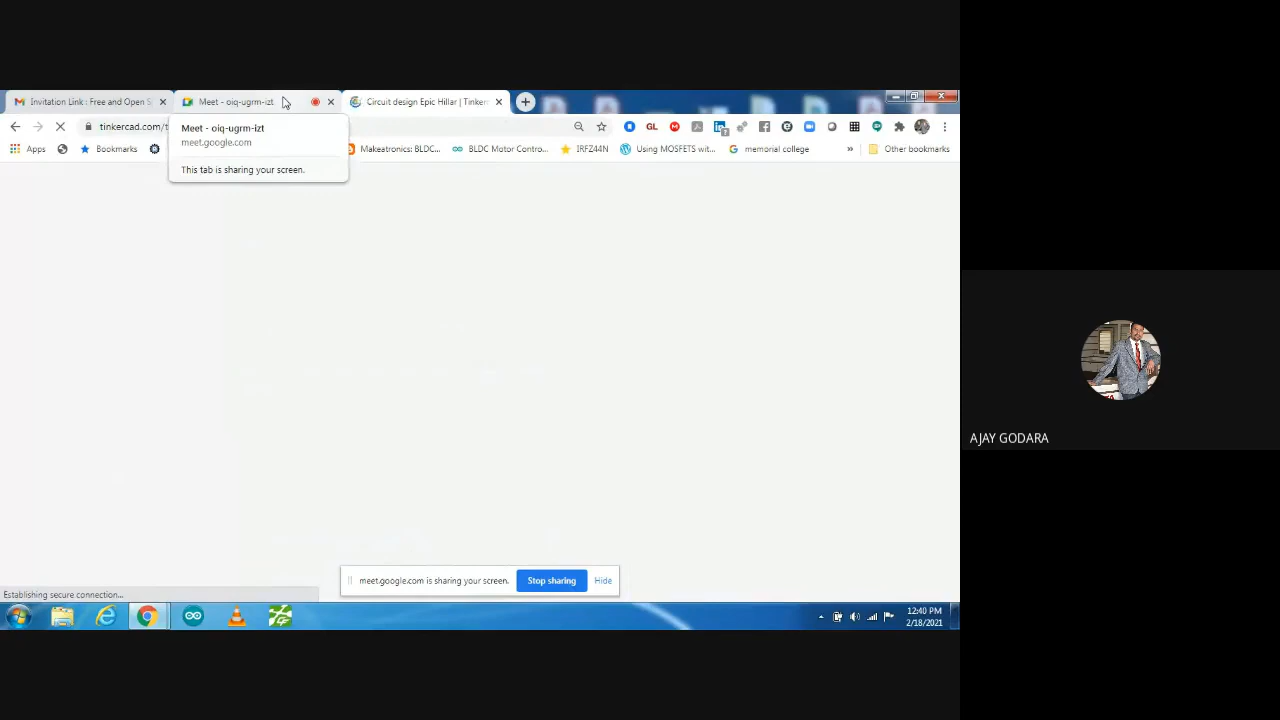 Invitation Link : Free and Open S
Meet - oiq-ugrm-izt
Circuit design Epic Hillar | Tinker
tinkercad.com/t
Meet - oiq-ugrm-izt
meet.google.com
This tab is sharing your screen.
Apps
Bookmarks
Makeatronics: BLDC...
BLDC Motor Contro...
IRFZ44N
Using MOSFETS wit...
memorial college
»
Other bookmarks
AJAY GODARA
meet.google.com is sharing your screen.
Stop sharing
Hide
Establishing secure connection...
12:40 PM
2/18/2021